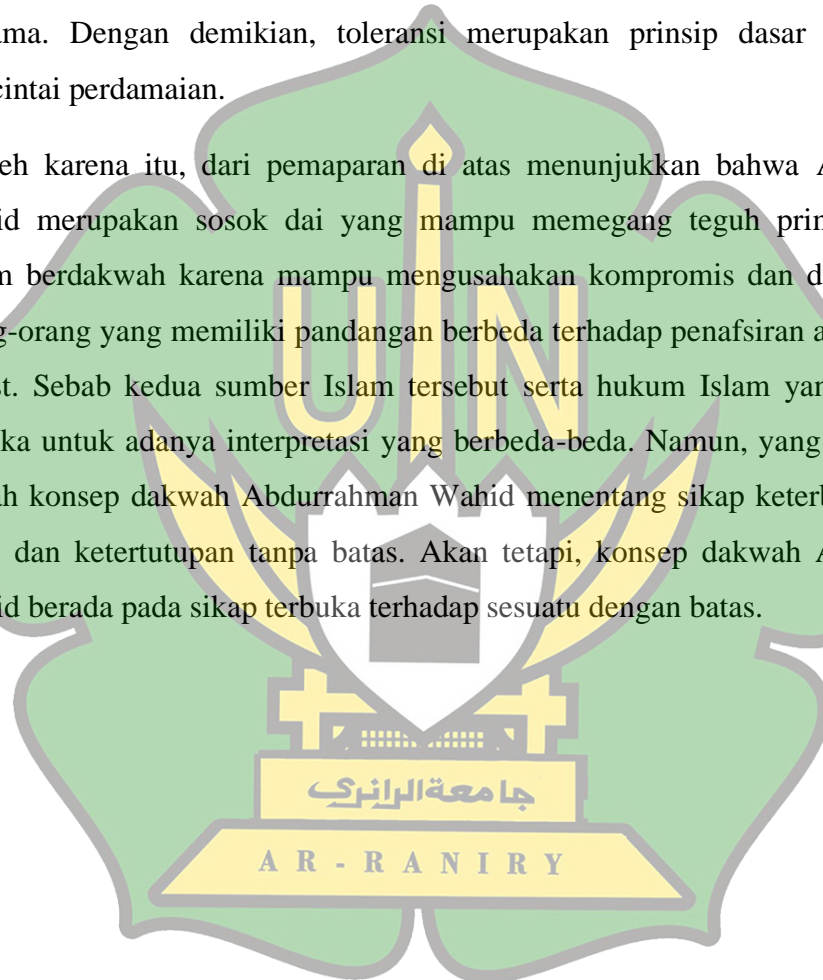 ama. Dengan demikian, toleransi merupakan prinsip dasar
cintai perdamaian.
eh karena itu, dari pemaparan di atas menunjukkan bahwa A
id merupakan sosok dai yang mampu memegang teguh prin
m berdakwah karena mampu mengusahakan kompromis dan d
g-orang yang memiliki pandangan berbeda terhadap penafsiran a
st. Sebab kedua sumber Islam tersebut serta hukum Islam yan
ka untuk adanya interpretasi yang berbeda-beda. Namun, yang
ah konsep dakwah Abdurrahman Wahid menentang sikap keterb
dan ketertutupan tanpa batas. Akan tetapi, konsep dakwah A
id berada pada sikap terbuka terhadap sesuatu dengan batas.
UIN
جامعة الرانري
AR-RANIRY